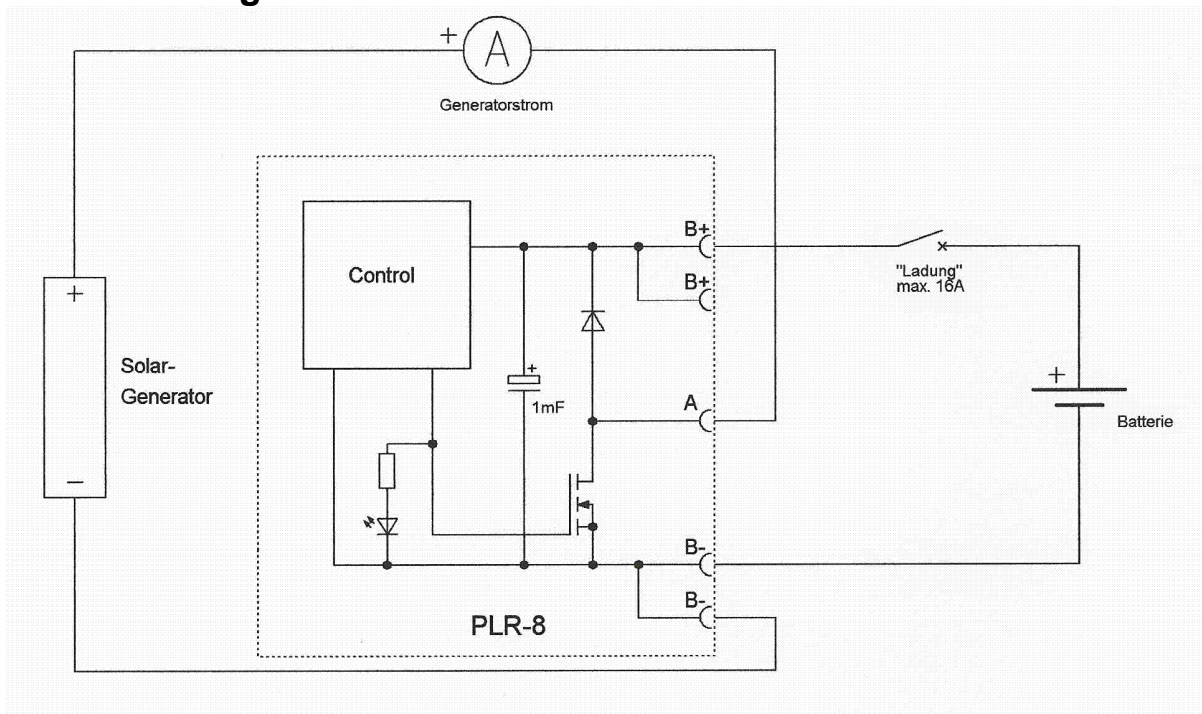 +
A
Generatorstrom
Control
B+
B+
"Ladung"
max. 16A
+
Solar-
Generator
−
+
1mF
A
+
Batterie
B-
B-
PLR-8